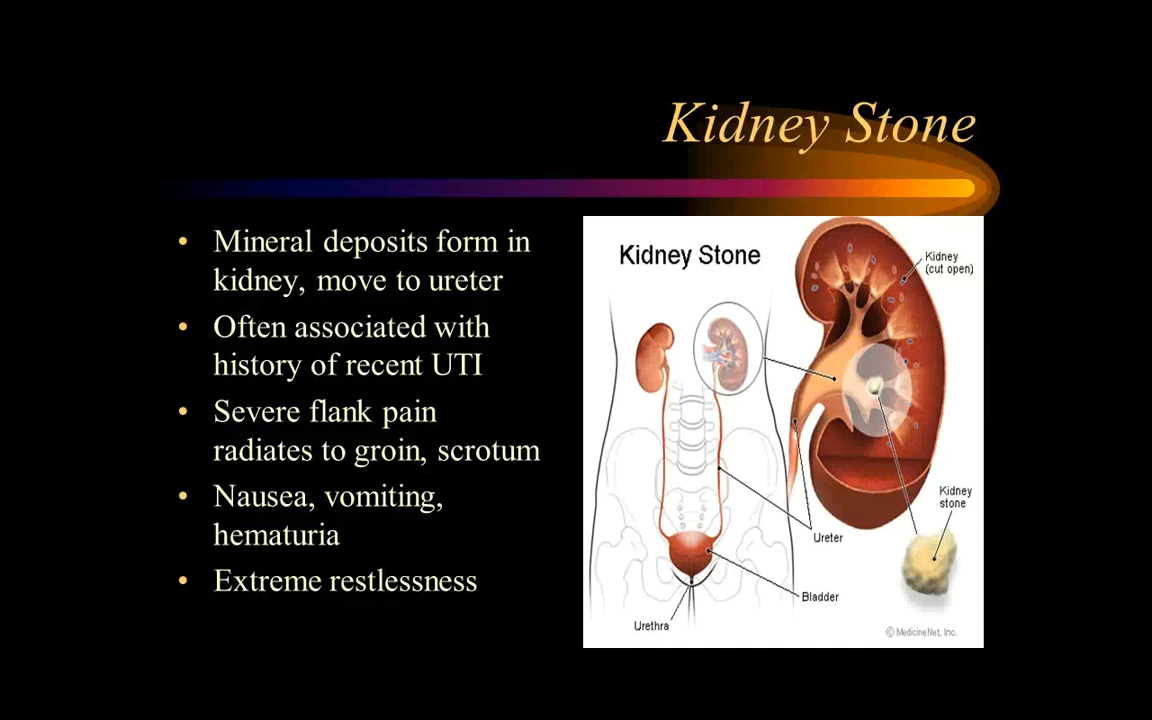 Kidney Stone
• Mineral deposits form in
kidney, move to ureter
• Often associated with
history of recent UTI
• Severe flank pain
radiates to groin, scrotum
• Nausea, vomiting,
hematuria
• Extreme restlessness
Kidney Stone
Kidney
(cut open)
Kidney
stone
Ureter
Bladder
Urethra
© MedicineNet, Inc.